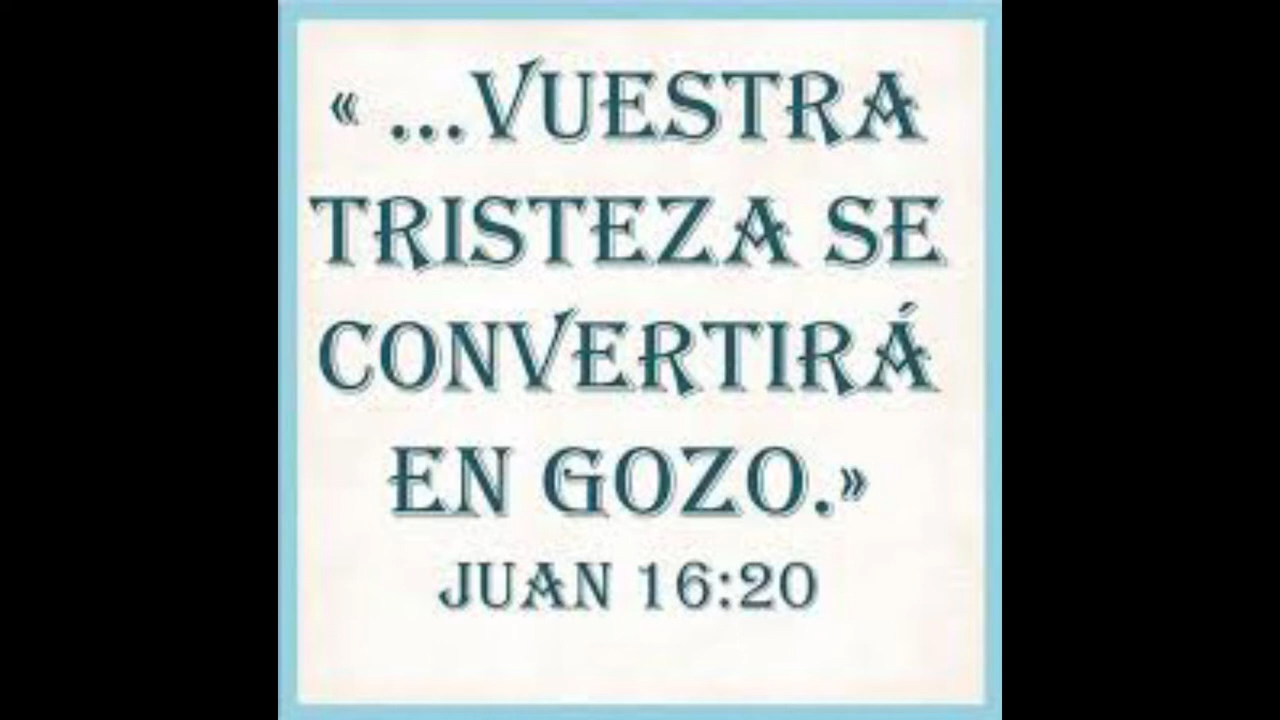 « ...VUESTRA
TRISTEZA SE
CONVERTIRÁ
EN GOZO.»
JUAN 16:20